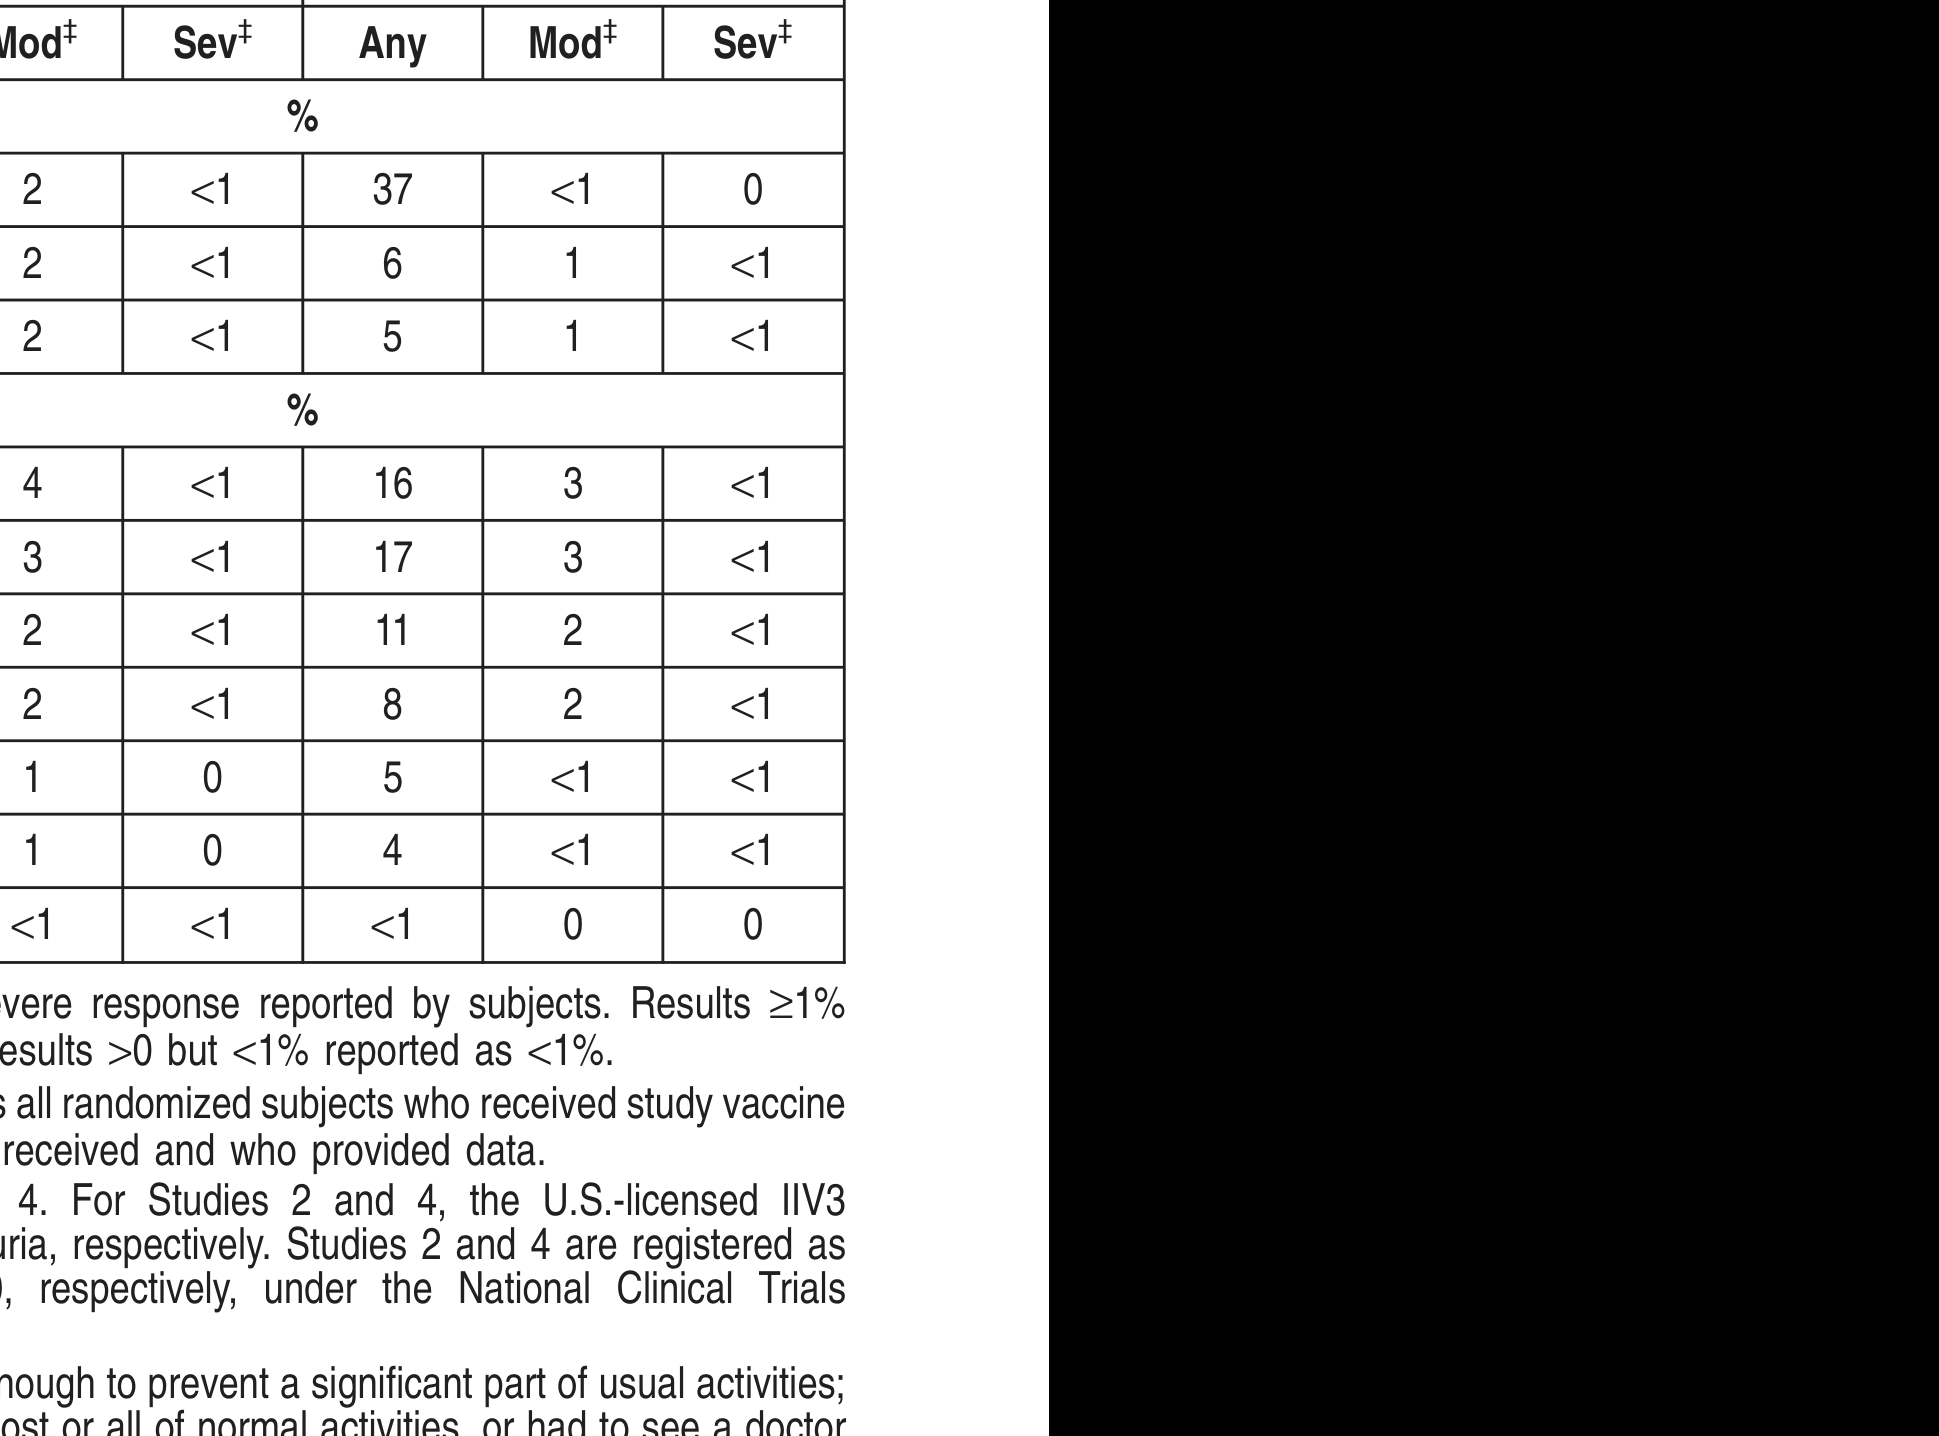 Mod‡ Sev‡ Any Mod‡ Sev‡
%
2 <1 37 <1 0
2 <1 6 1 <1
2 <1 5 1 <1
%
4 <1 16 3 <1
3 <1 17 3 <1
2 <1 11 2 <1
2 <1 8 2 <1
1 0 5 <1 <1
1 0 4 <1 <1
<1 <1 <1 0 0
response reported by subjects. Results ≥1%
>0 but <1% reported as <1%.
all randomized subjects who received study vaccine
received and who provided data.
4. For Studies 2 and 4, the U.S.-licensed IIV3
respectively. Studies 2 and 4 are registered as
respectively, under the National Clinical Trials
to prevent a significant part of usual activities;
or all of normal activities, or had to see a doctor